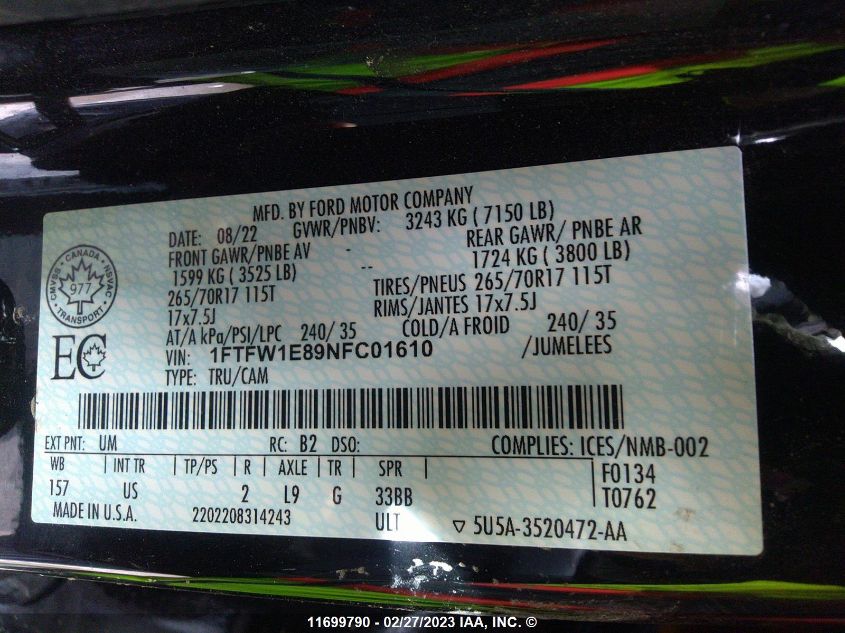 MFD. BY FORD MOTOR COMPANY
DATE: 08/22 GVWR/PNBV: 3243 KG ( 7150 LB)
FRONT GAWR/PNBE AV - REAR GAWR/ PNBE AR
1599 KG ( 3525 LB) -- 1724 KG ( 3800 LB)
265/70R17 115T TIRES/PNEUS 265/70R17 115T
17x7.5J RIMS/JANTES 17x7.5J
AT/A kPa/PSI/LPC 240/ 35 COLD/A FROID 240/ 35
VIN: 1FTFW1E89NFC01610 /JUMELEES
TYPE: TRU/CAM
CMVSS · CANADA · NSVAC
977
TRANSPORT
EC
EXT PNT: UM RC: B2 DSO: COMPLIES: ICES/NMB-002
WB INT TR TP/PS R AXLE TR SPR F0134
157 US 2 L9 G 33BB T0762
MADE IN U.S.A. 2202208314243 ULT ▽ 5U5A-3520472-AA
11699790 - 02/27/2023 IAA, INC. ©